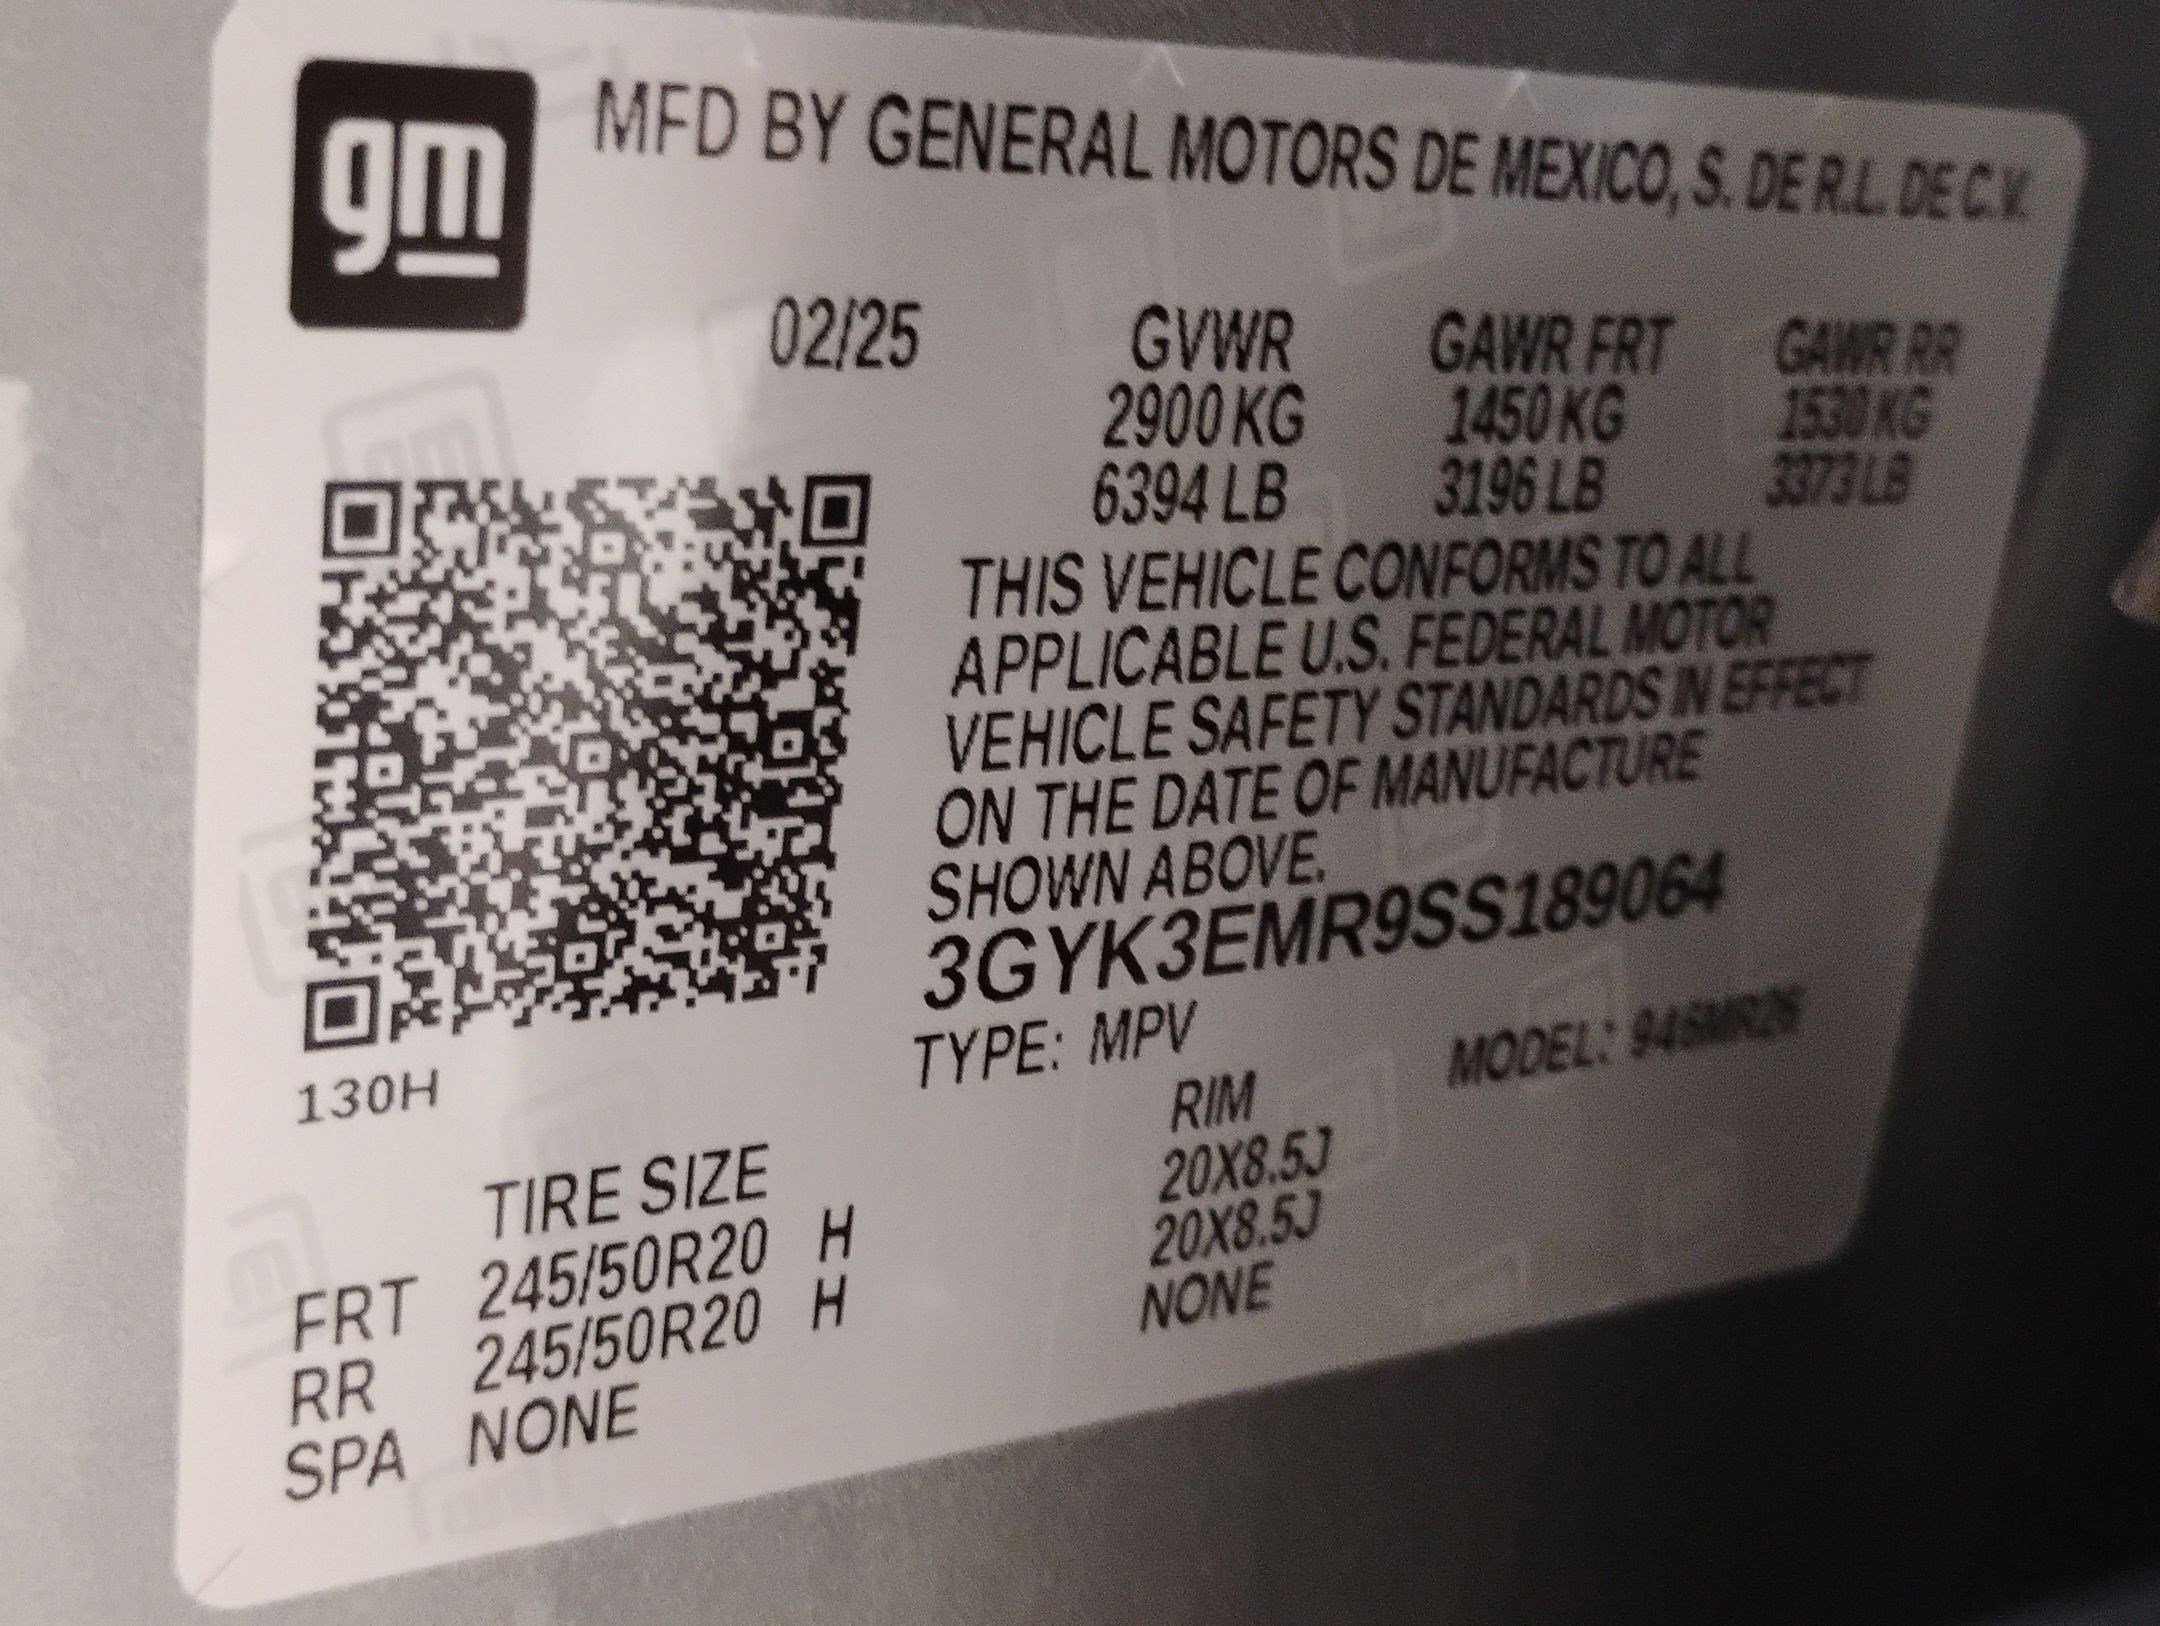 gm
MFD BY GENERAL MOTORS DE MEXICO, S. DE R.L. DE C.V.
02/25 GVWR GAWR FRT GAWR RR
2900 KG 1450 KG 1530 KG
6394 LB 3196 LB 3373 LB
THIS VEHICLE CONFORMS TO ALL
APPLICABLE U.S. FEDERAL MOTOR
VEHICLE SAFETY STANDARDS IN EFFECT
ON THE DATE OF MANUFACTURE
SHOWN ABOVE.
3GYK3EMR9SS189064
TYPE: MPV MODEL:
130H
TIRE SIZE RIM
FRT 245/50R20 H 20X8.5J
RR 245/50R20 H 20X8.5J
SPA NONE NONE